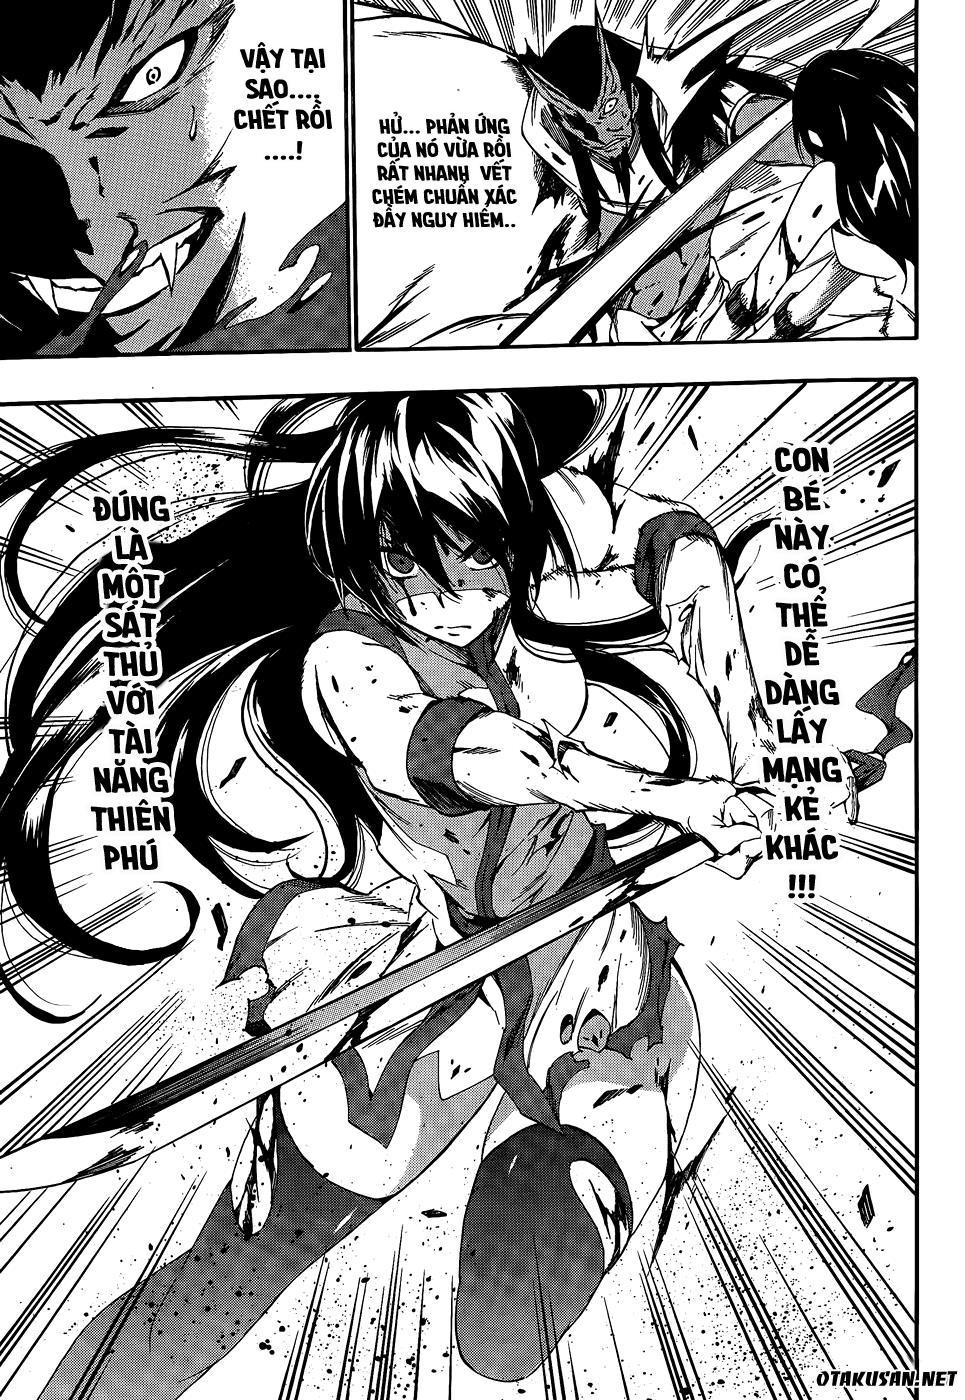 HỬ... PHẢN ỨNG
CỦA NÓ VỪA RỒI
RẤT NHANH VẾT
CHÉM CHUẨN XÁC
ĐẦY NGUY HIỂM..
VẬY TẠI
SAO....
CHẾT RỒI
....!
CON
BÉ
NÀY
CÓ
THỂ
DỄ
DÀNG
LẤY
MẠNG
KẺ
KHÁC
!!!
ĐÚNG
LÀ
MỘT
SÁT
THỦ
VỚI
TÀI
NĂNG
THIÊN
PHÚ
OTAKUSAN.NET